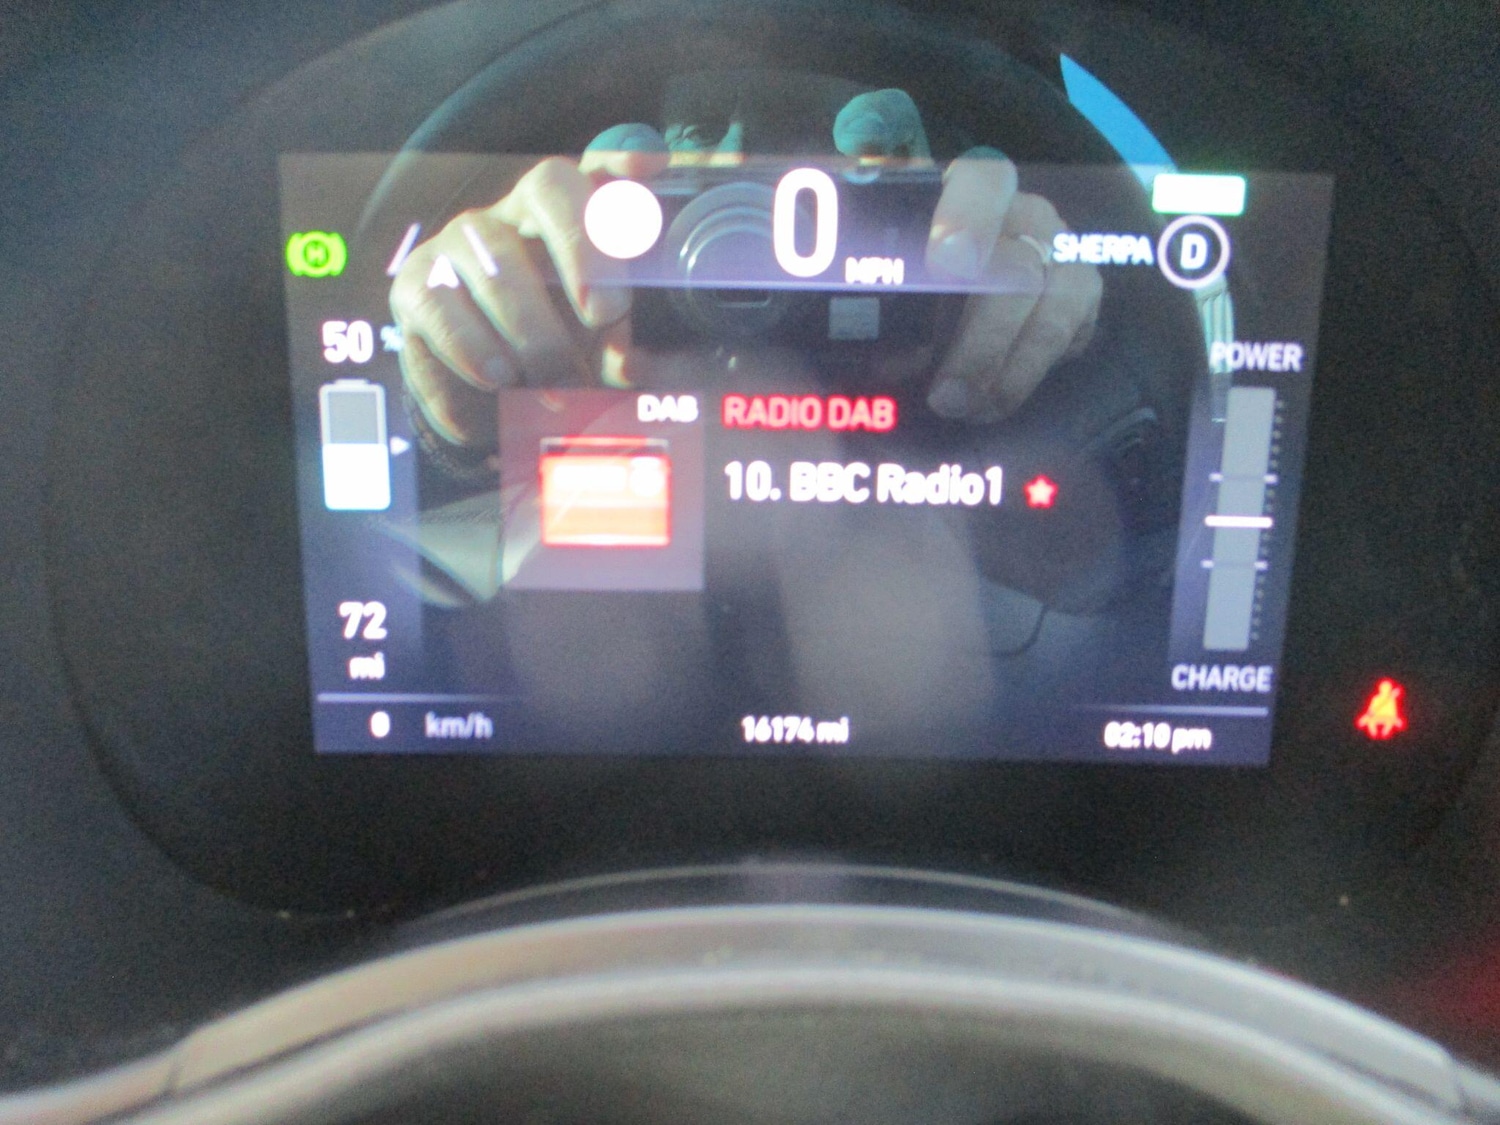 0 MPH
H
SHERPA D
50 %
POWER
DAB
RADIO DAB
10. BBC Radio1
72
mi
CHARGE
0 km/h
16174 mi
02:10 pm